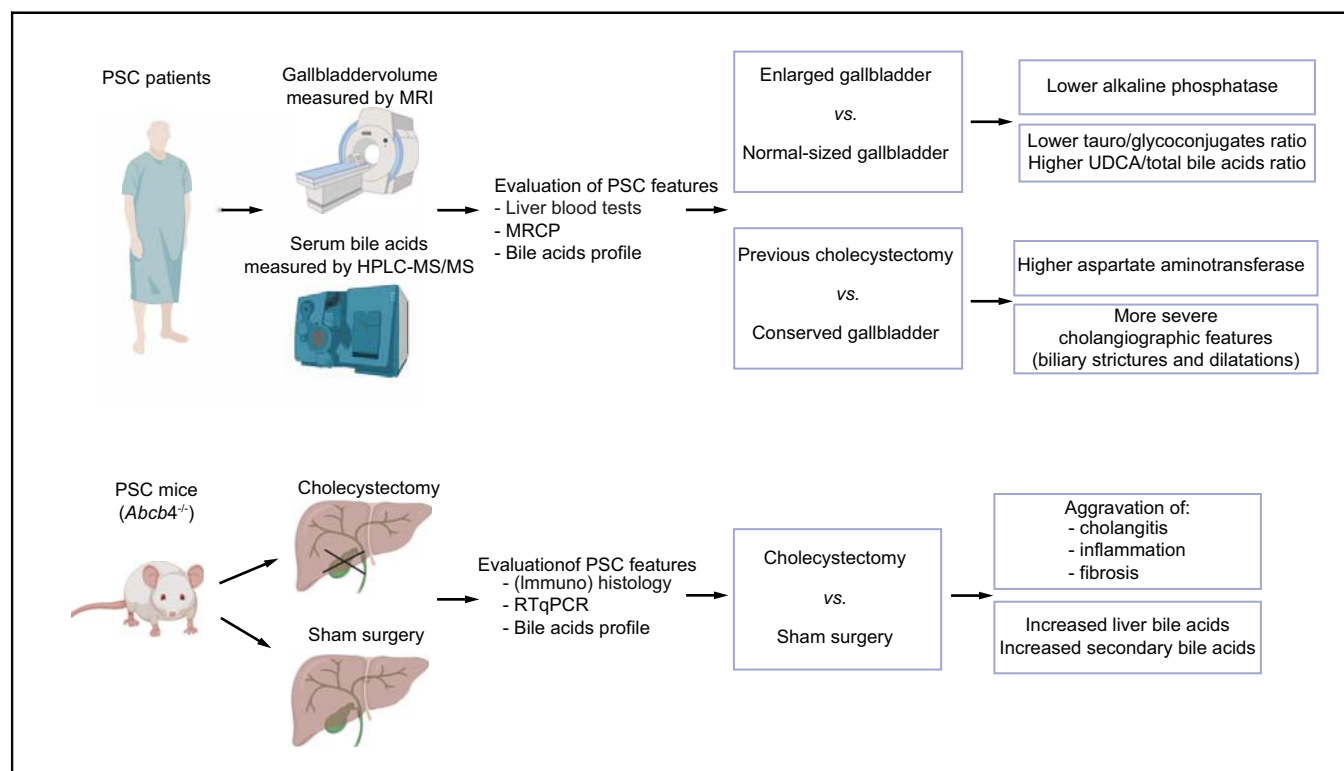 PSC patients
Gallbladdervolume
measured by MRI
Serum bile acids
measured by HPLC-MS/MS
Evaluation of PSC features
- Liver blood tests
- MRCP
- Bile acids profile
Enlarged gallbladder
vs.
Normal-sized gallbladder
Lower alkaline phosphatase
Lower tauro/glycoconjugates ratio
Higher UDCA/total bile acids ratio
Previous cholecystectomy
vs.
Conserved gallbladder
Higher aspartate aminotransferase
More severe
cholangiographic features
(biliary strictures and dilatations)
PSC mice
(Abcb4-/-)
Cholecystectomy
Sham surgery
Evaluationof PSC features
- (Immuno) histology
- RTqPCR
- Bile acids profile
Cholecystectomy
vs.
Sham surgery
Aggravation of:
- cholangitis
- inflammation
- fibrosis
Increased liver bile acids
Increased secondary bile acids